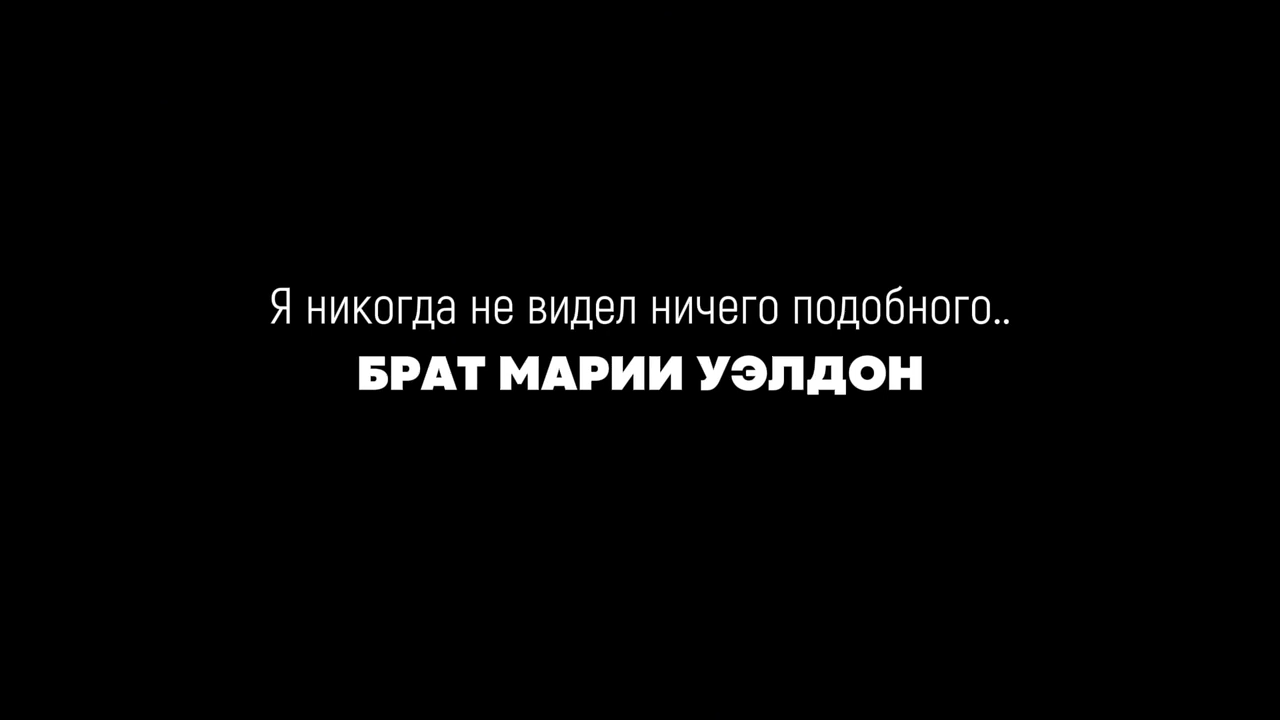 Я никогда не видел ничего подобного..
БРАТ МАРИИ УЭЛДОН